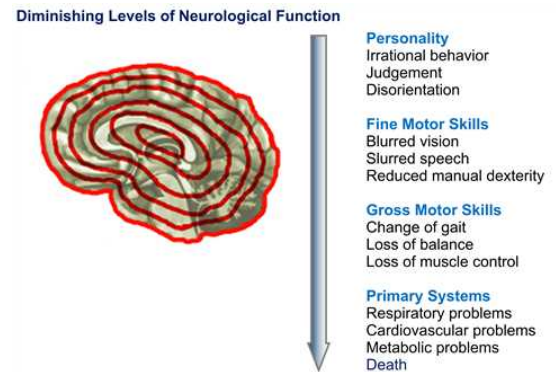 Diminishing Levels of Neurological Function
Personality
Irrational behavior
Judgement
Disorientation
Fine Motor Skills
Blurred vision
Slurred speech
Reduced manual dexterity
Gross Motor Skills
Change of gait
Loss of balance
Loss of muscle control
Primary Systems
Respiratory problems
Cardiovascular problems
Metabolic problems
Death